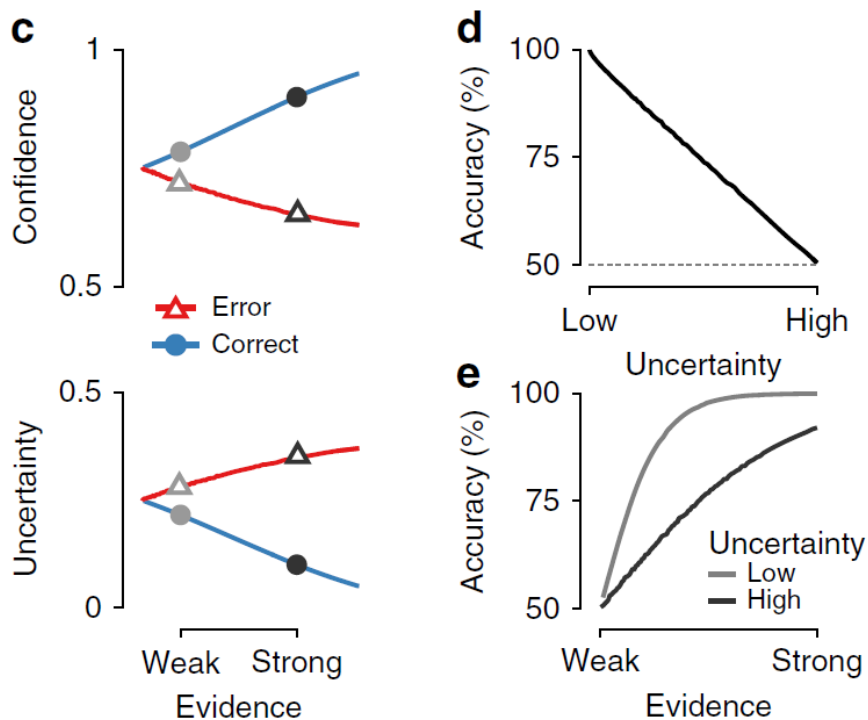 c
1
Confidence
0.5
Error
Correct
0.5
Uncertainty
0
Weak Strong
Evidence
d
100
Accuracy (%)
75
50
Low High
Uncertainty
e
100
Accuracy (%)
75
50
Uncertainty
Low
High
Weak Strong
Evidence